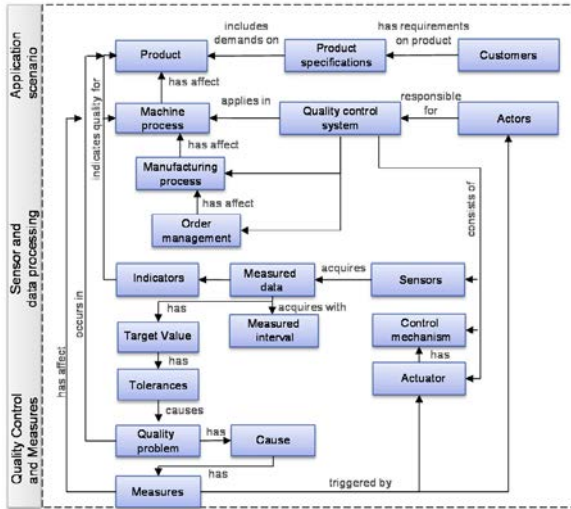 Application
scenario
Sensor and
data processing
Quality Control
and Measures
Product
includes
demands on
Product
specifications
has requirements
on product
Customers
has affect
indicates quality for
Machine
process
applies in
Quality control
system
responsible
for
Actors
has affect
Manufacturing
process
has affect
Order
management
consists of
Indicators
Measured
data
acquires
Sensors
has
acquires with
Target Value
Measured
interval
Control
mechanism
has
has
Tolerances
Actuator
causes
occurs in
has affect
Quality
problem
has
Cause
has
Measures
triggered by